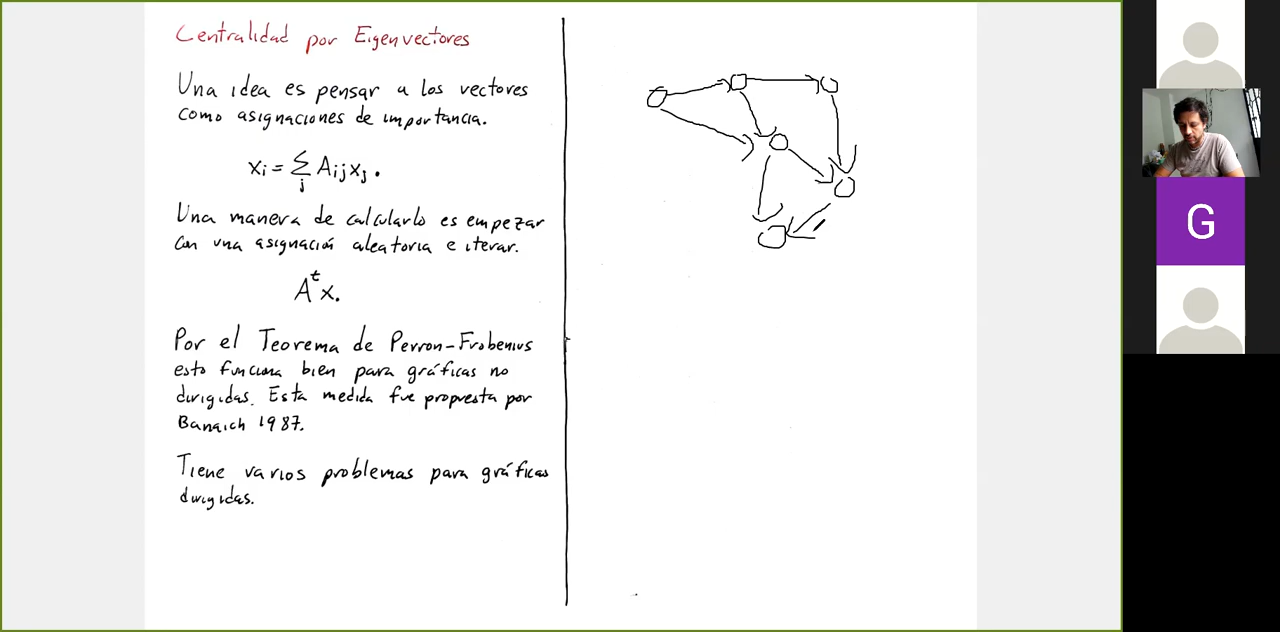 Centralidad por Eigenvectores
Una idea es pensar a los vectores
como asignaciones de importancia.
xi = Σj Aij xj.
Una manera de calcularlo es empezar
con una asignación aleatoria e iterar.
A^t x.
Por el Teorema de Perron-Frobenius
esto funciona bien para gráficas no
dirigidas. Esta medida fue propuesta por
Banaich 1987.
Tiene varios problemas para gráficas
dirigidas.
G